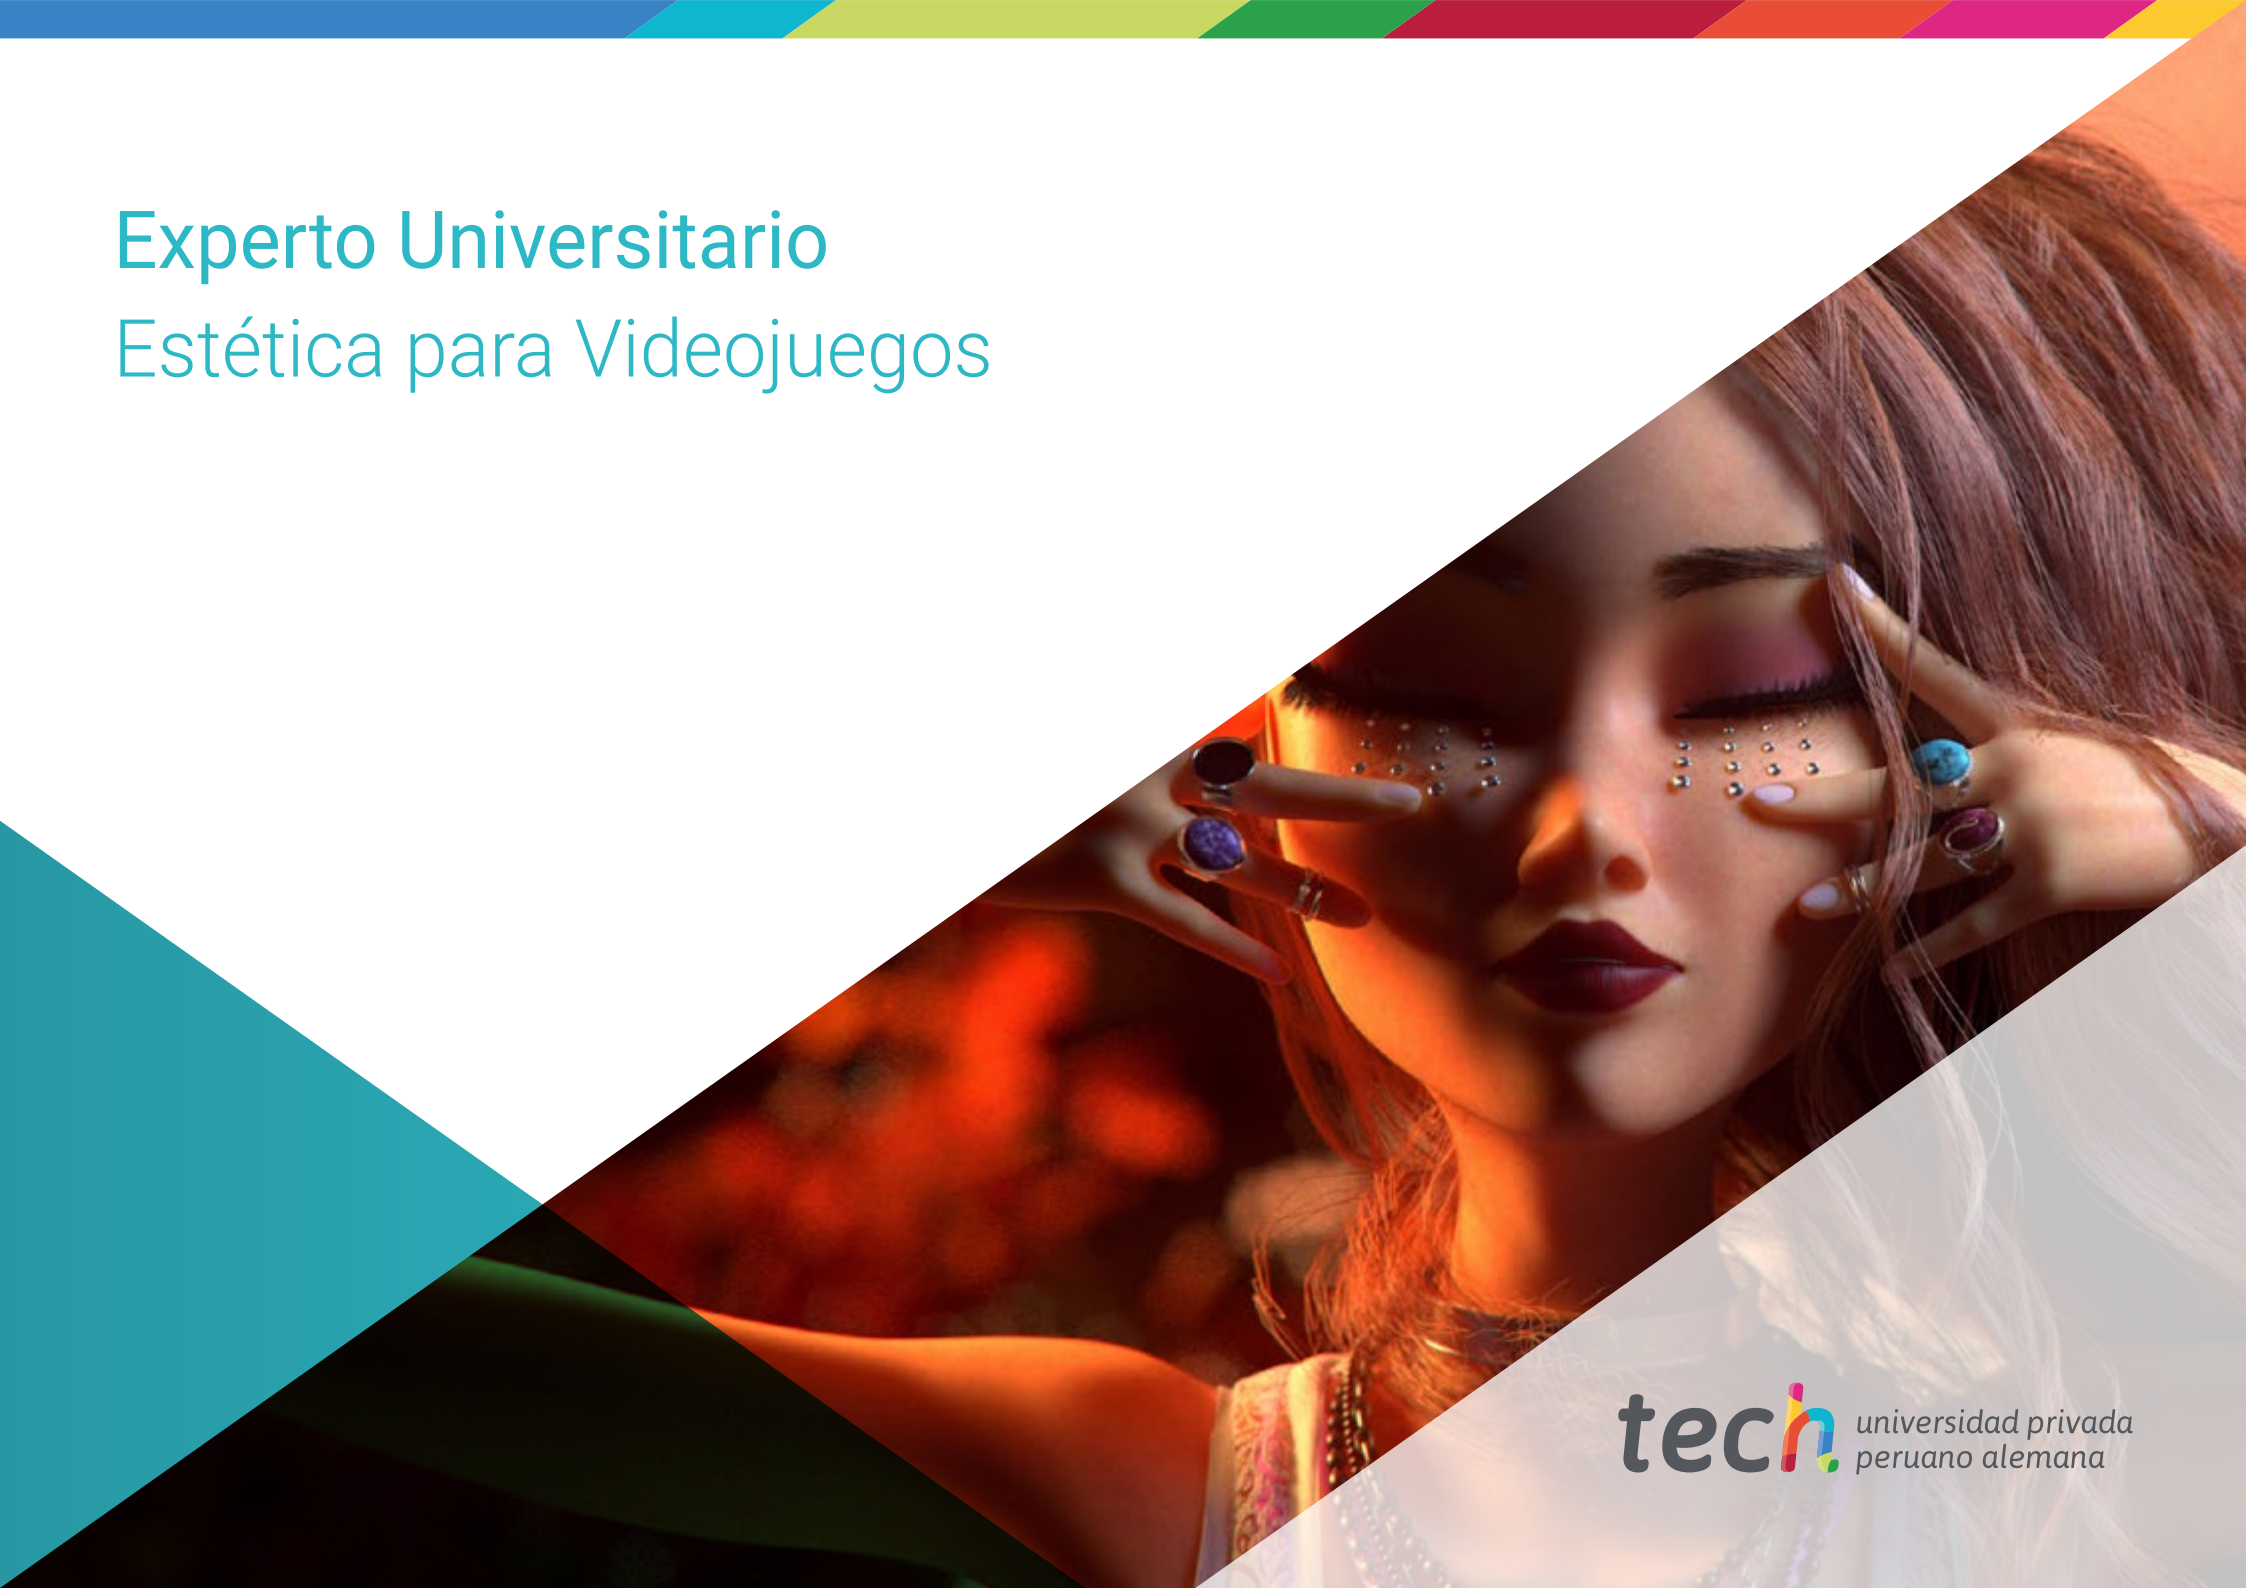 Experto Universitario
Estética para Videojuegos
tech universidad privada
peruano alemana